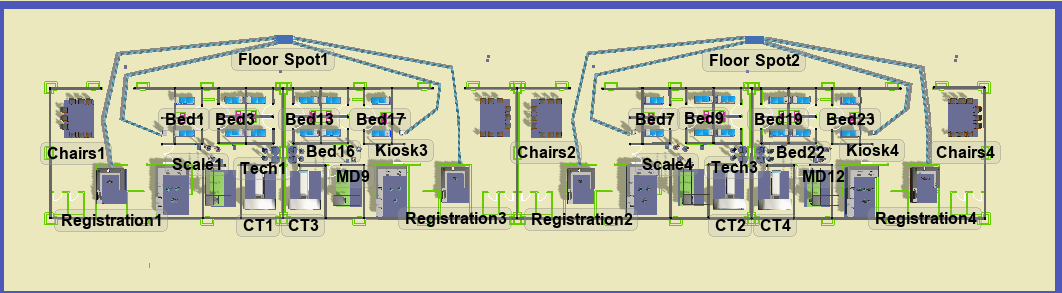 Floor Spot1
Floor Spot2
Bed1
Bed3
Bed13
Bed17
Bed7
Bed9
Bed19
Bed23
Chairs1
Scale1
Tech1
Bed16
Kiosk3
MD9
Chairs2
Scale4
Tech3
Bed22
Kiosk4
MD12
Chairs4
Registration1
CT1
CT3
Registration3
Registration2
CT2
CT4
Registration4